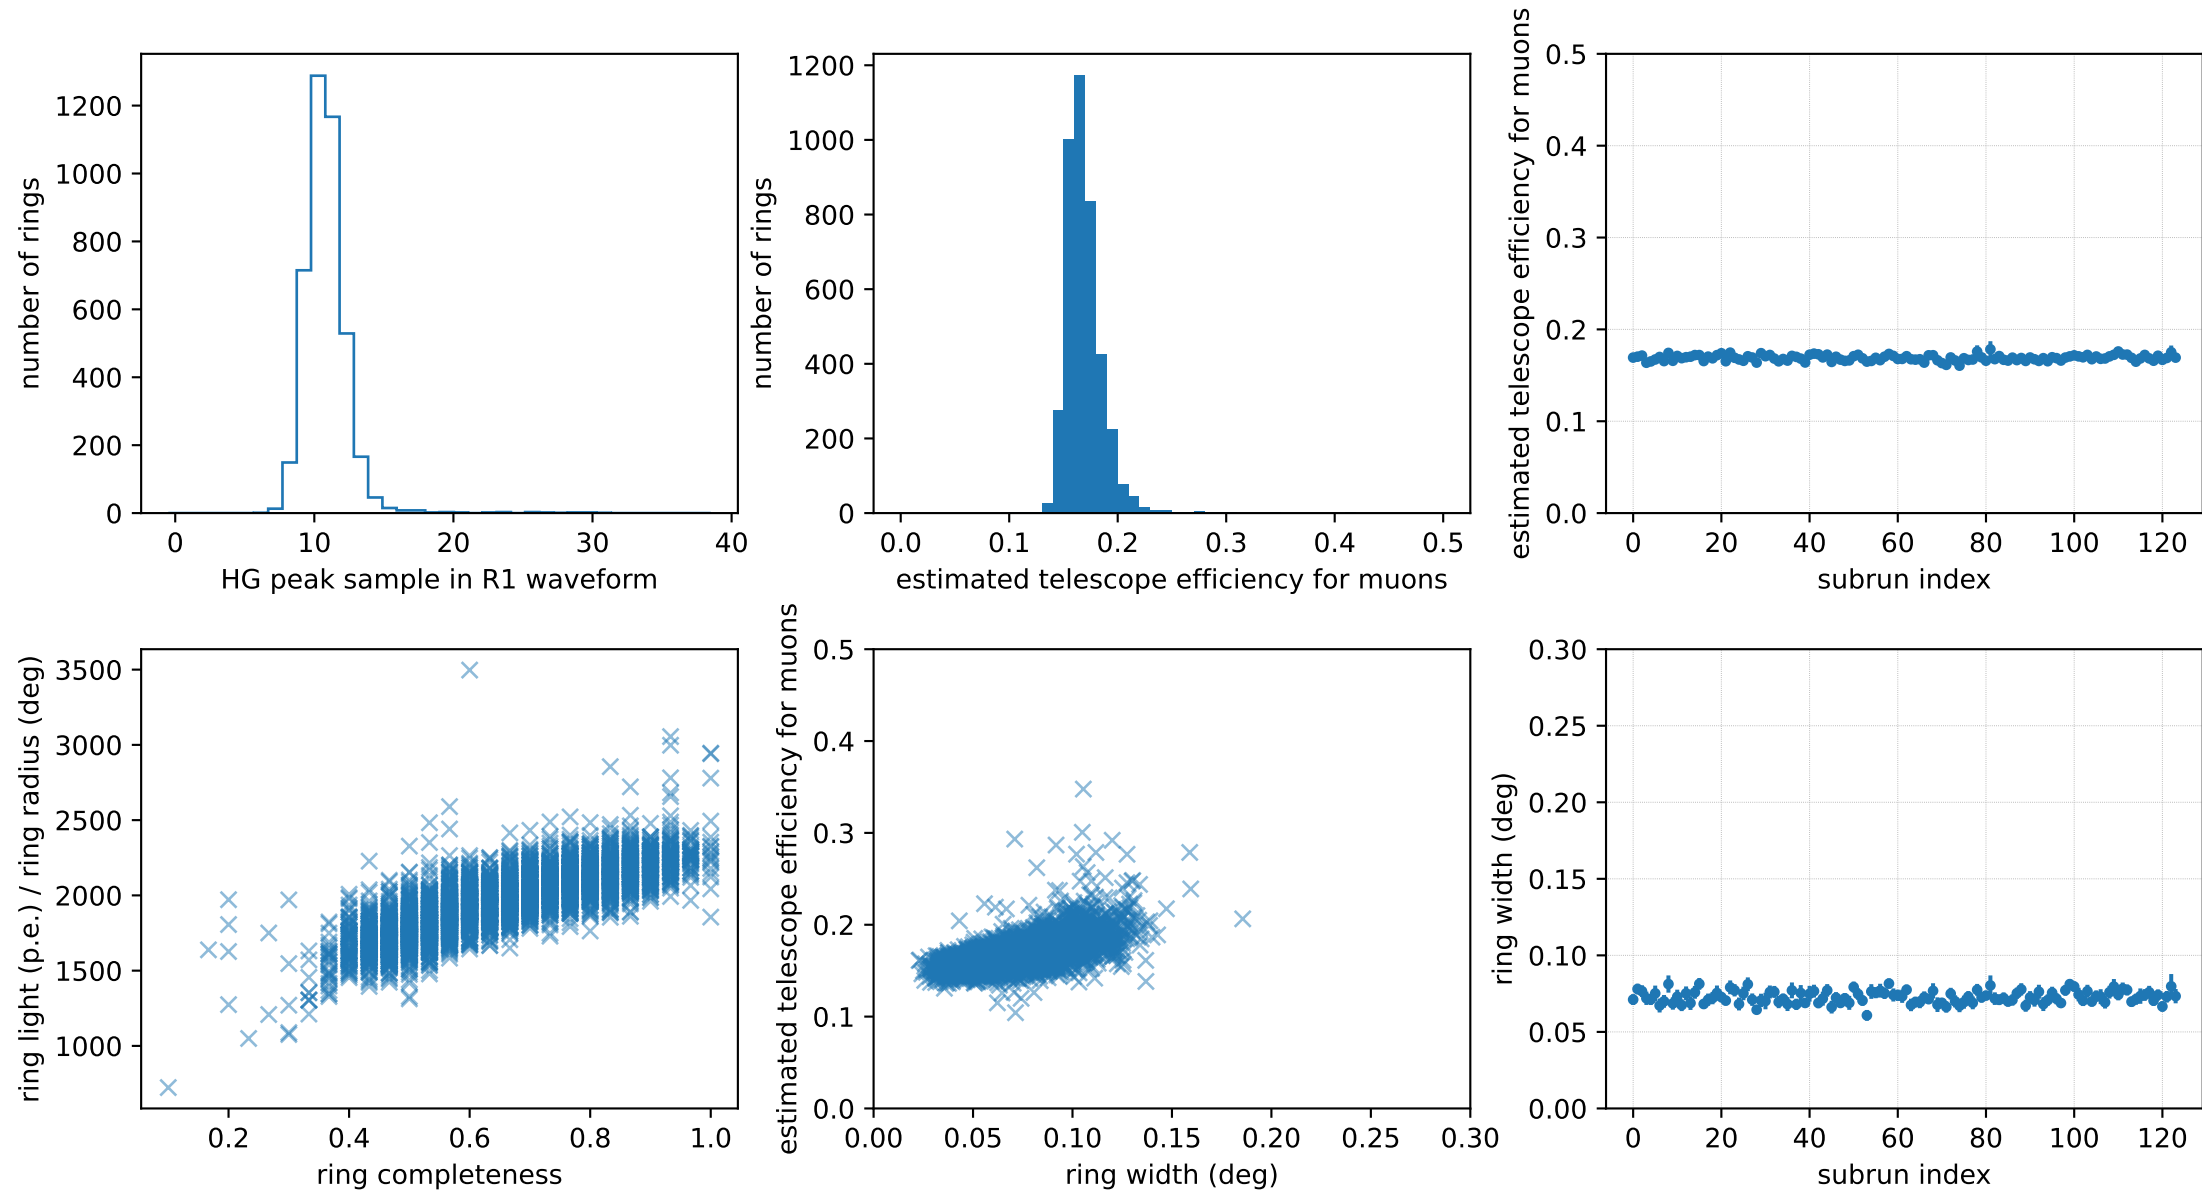 number of rings
1200
1000
800
600
400
200
0
0 10 20 30 40
HG peak sample in R1 waveform
number of rings
1200
1000
800
600
400
200
0
0.0 0.1 0.2 0.3 0.4 0.5
estimated telescope efficiency for muons
estimated telescope efficiency for muons
0.5
0.4
0.3
0.2
0.1
0.0
0 20 40 60 80 100 120
subrun index
ring light (p.e.) / ring radius (deg)
3500
3000
2500
2000
1500
1000
0.2 0.4 0.6 0.8 1.0
ring completeness
estimated telescope efficiency for muons
0.5
0.4
0.3
0.2
0.1
0.0
0.00 0.05 0.10 0.15 0.20 0.25 0.30
ring width (deg)
ring width (deg)
0.30
0.25
0.20
0.15
0.10
0.05
0.00
0 20 40 60 80 100 120
subrun index